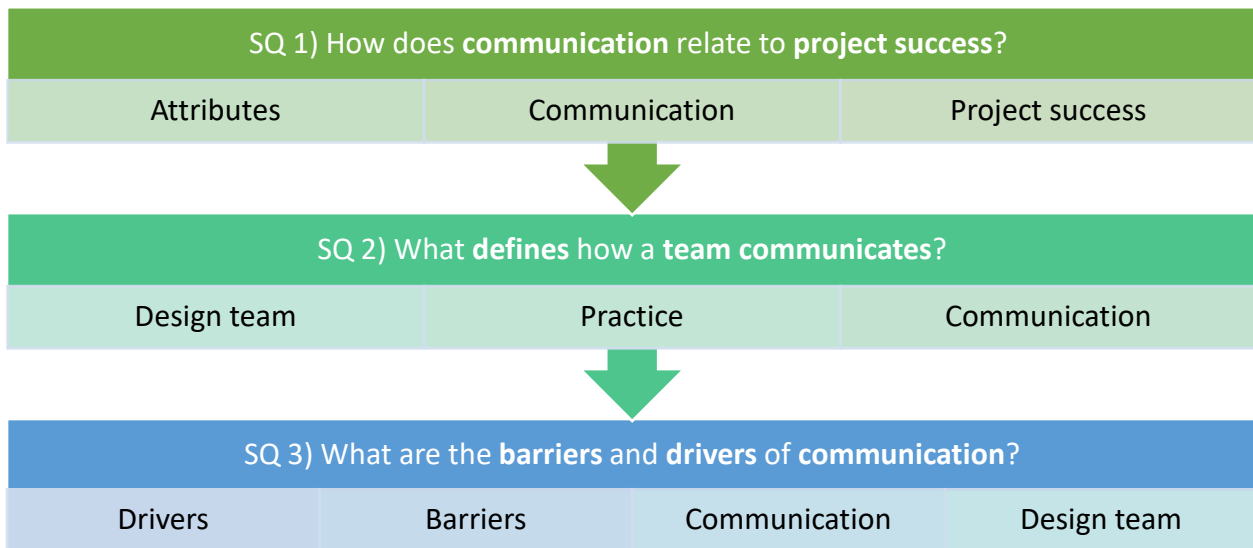 SQ 1) How does communication relate to project success?
Attributes Communication Project success
SQ 2) What defines how a team communicates?
Design team Practice Communication
SQ 3) What are the barriers and drivers of communication?
Drivers Barriers Communication Design team